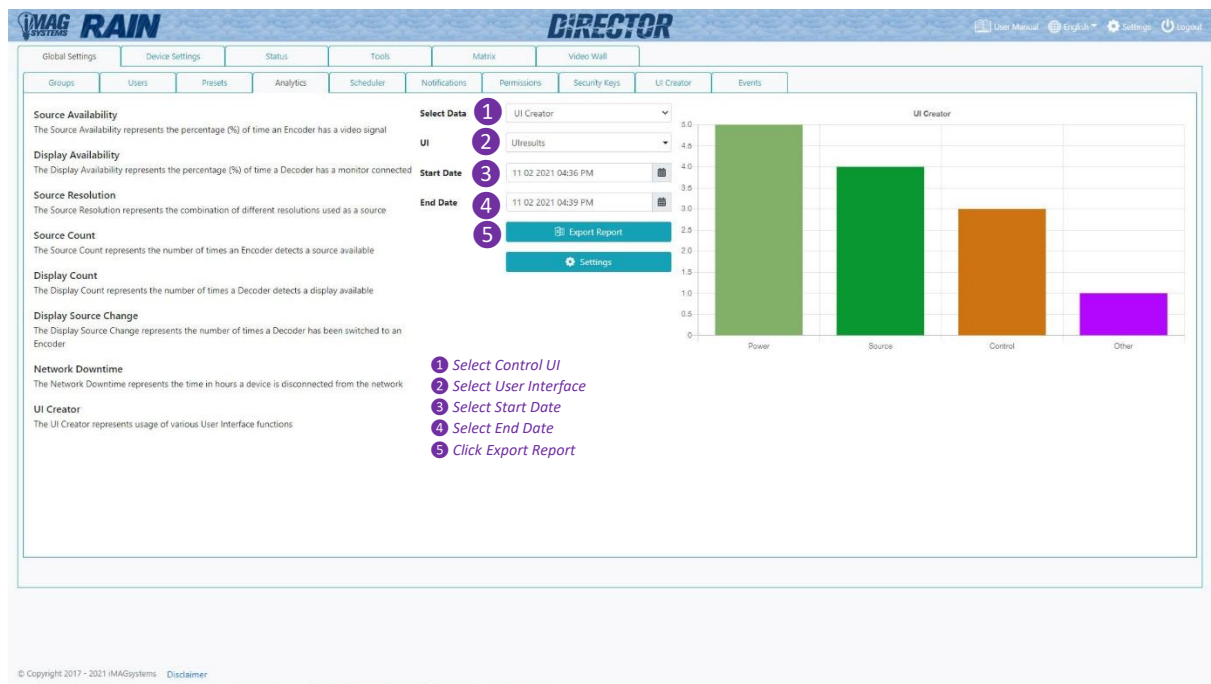 iMAG SYSTEMS RAIN
DiRECTOR
User Manual English Settings Logout
Global Settings Device Settings Status Tools Matrix Video Wall
Groups Users Presets Analytics Scheduler Notifications Permissions Security Keys UI Creator Events
Source Availability
The Source Availability represents the percentage (%) of time an Encoder has a video signal
Display Availability
The Display Availability represents the percentage (%) of time a Decoder has a monitor connected
Source Resolution
The Source Resolution represents the combination of different resolutions used as a source
Source Count
The Source Count represents the number of times an Encoder detects a source available
Display Count
The Display Count represents the number of times a Decoder detects a display available
Display Source Change
The Display Source Change represents the number of times a Decoder has been switched to an
Encoder
Network Downtime
The Network Downtime represents the time in hours a device is disconnected from the network
UI Creator
The UI Creator represents usage of various User Interface functions
Select Data 1 UI Creator
UI 2 UIresults
Start Date 3 11 02 2021 04:36 PM
End Date 4 11 02 2021 04:39 PM
5 Export Report
Settings
1 Select Control UI
2 Select User Interface
3 Select Start Date
4 Select End Date
5 Click Export Report
UI Creator
5.0
4.5
4.0
3.5
3.0
2.5
2.0
1.5
1.0
0.5
0
Power Source Control Other
© Copyright 2017 - 2021 iMAGsystems Disclaimer